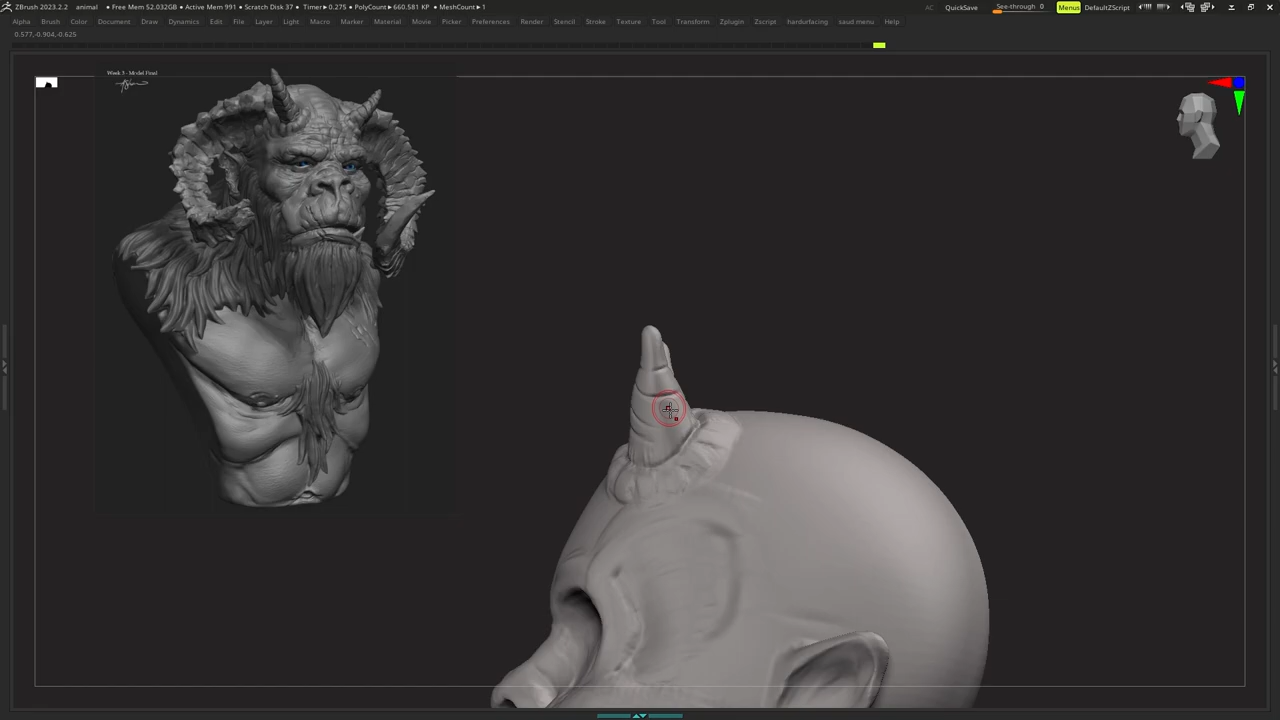 ZBrush 2023.2.2 animal • Free Mem 52.032GB • Active Mem 991 • Scratch Disk 37 • Timer▶0.275 • PolyCount▶660.581 KP • MeshCount▶1 AC QuickSave See-through 0 Menus DefaultZScript
Alpha Brush Color Document Draw Dynamics Edit File Layer Light Macro Marker Material Movie Picker Preferences Render Stencil Stroke Texture Tool Transform Zplugin Zscript hardurfacing saud menu Help
0.577,-0.904,-0.625
Week 3 - Model Final